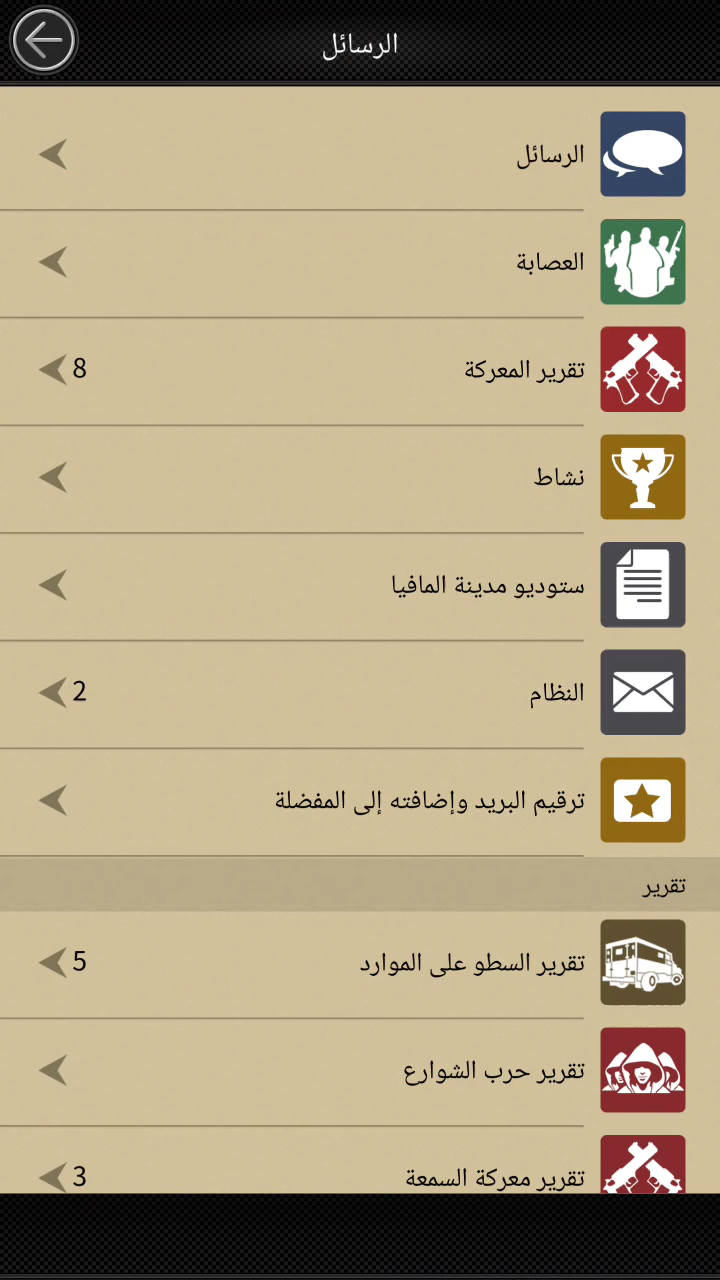 الرسائل
الرسائل
العصابة
تقرير المعركة 8
نشاط
ستوديو مدينة المافيا
النظام 2
ترقيم البريد وإضافته إلى المفضلة
تقرير
تقرير السطو على الموارد 5
تقرير حرب الشوارع
تقرير معركة السمعة 3